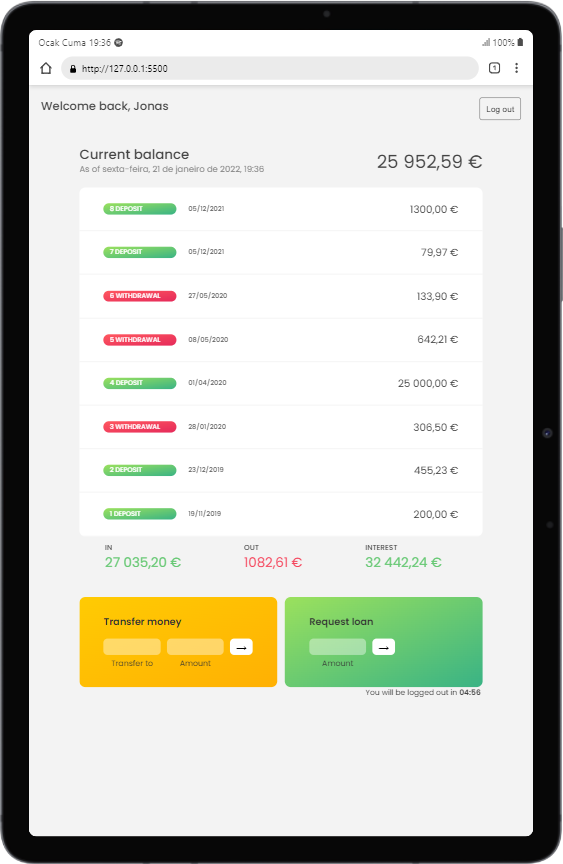 Ocak Cuma 19:36 100%
http://127.0.0.1:5500 1
Welcome back, Jonas
Log out
Current balance
As of sexta-feira, 21 de janeiro de 2022, 19:36
25 952,59 €
8 DEPOSIT 05/12/2021 1300,00 €
7 DEPOSIT 05/12/2021 79,97 €
6 WITHDRAWAL 27/05/2020 133,90 €
5 WITHDRAWAL 08/05/2020 642,21 €
4 DEPOSIT 01/04/2020 25 000,00 €
3 WITHDRAWAL 28/01/2020 306,50 €
2 DEPOSIT 23/12/2019 455,23 €
1 DEPOSIT 19/11/2019 200,00 €
IN
27 035,20 €
OUT
1082,61 €
INTEREST
32 442,24 €
Transfer money
→
Transfer to Amount
Request loan
→
Amount
You will be logged out in 04:56